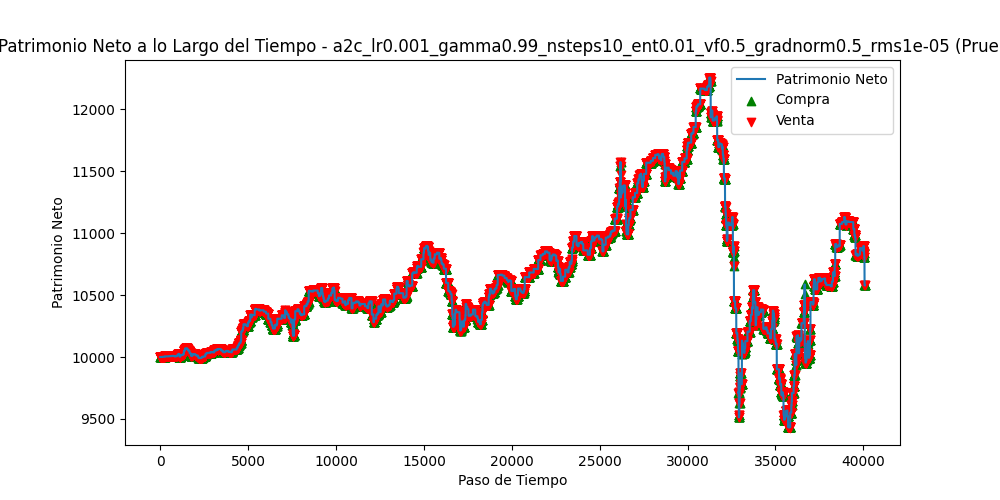 Patrimonio Neto a lo Largo del Tiempo - a2c_lr0.001_gamma0.99_nsteps10_ent0.01_vf0.5_gradnorm0.5_rms1e-05 (Prue
Patrimonio Neto
Compra
Venta
12000
11500
11000
10500
10000
9500
Patrimonio Neto
0 5000 10000 15000 20000 25000 30000 35000 40000
Paso de Tiempo